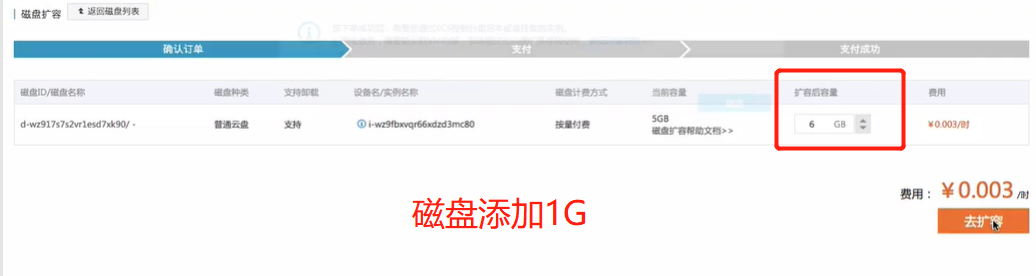 磁盘扩容 返回磁盘列表
确认订单 支付 支付成功
磁盘ID/磁盘名称 磁盘种类 支持卸载 设备名/实例名称 磁盘计费方式 当前容量 扩容后容量 费用
d-wz917s7s2vr1esd7xk90/ - 普通云盘 支持 i-wz9fbxvqr66xdzd3mc80 按量付费 5GB 6 GB ¥0.003/时
磁盘扩容帮助文档>>
费用： ¥0.003 /时
磁盘添加1G
去扩容